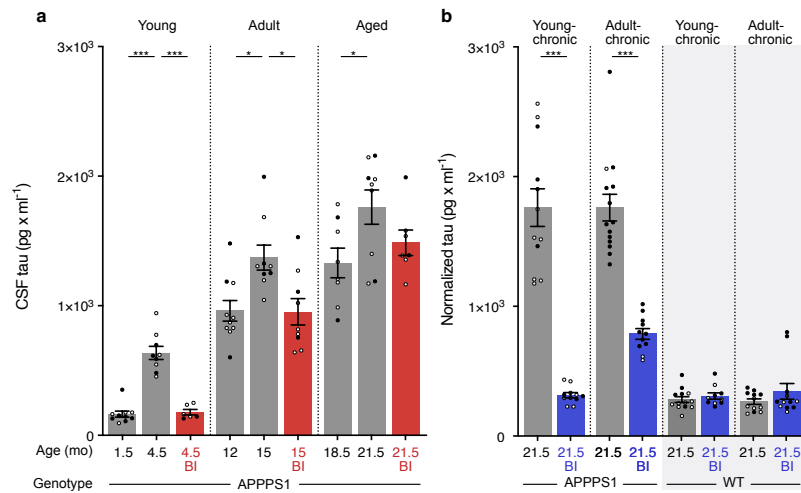 a
Young
Adult
Aged
3×10³
2×10³
1×10³
0
CSF tau (pg x ml⁻¹)
*** ***
* *
*
Age (mo) 1.5 4.5 4.5 12 15 15 18.5 21.5 21.5
BI BI BI
Genotype APPPS1
b
Young- Adult- Young- Adult-
chronic chronic chronic chronic
3×10³
2×10³
1×10³
0
Normalized tau (pg x ml⁻¹)
*** ***
21.5 21.5 21.5 21.5 21.5 21.5 21.5 21.5
BI BI BI BI
APPPS1 WT